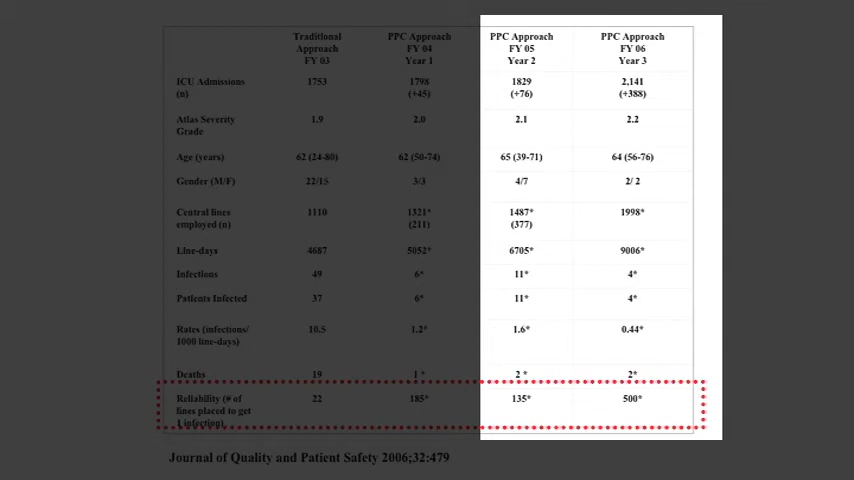 Traditional Approach FY 03 PPC Approach FY 04 Year 1 PPC Approach FY 05 Year 2 PPC Approach FY 06 Year 3
ICU Admissions (n) 1753 1798 (+45) 1829 (+76) 2,141 (+388)
Atlas Severity Grade 1.9 2.0 2.1 2.2
Age (years) 62 (24-80) 62 (50-74) 65 (39-71) 64 (56-76)
Gender (M/F) 22/15 3/3 4/7 2/ 2
Central lines employed (n) 1110 1321* (211) 1487* (377) 1998*
Line-days 4687 5052* 6705* 9006*
Infections 49 6* 11* 4*
Patients Infected 37 6* 11* 4*
Rates (infections/ 1000 line-days) 10.5 1.2* 1.6* 0.44*
Deaths 19 1 * 2 * 2*
Reliability (# of lines placed to get 1 infection) 22 185* 135* 500*
Journal of Quality and Patient Safety 2006;32:479